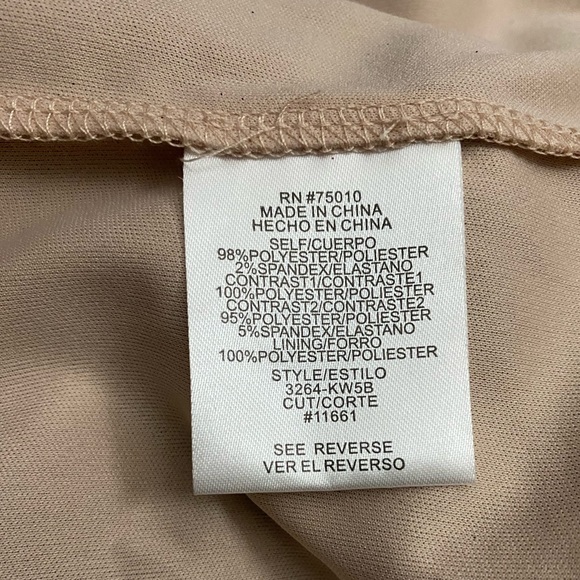 RN #75010
MADE IN CHINA
HECHO EN CHINA
SELF/CUERPO
98%POLYESTER/POLIESTER
2%SPANDEX/ELASTANO
CONTRAST1/CONTRASTE1
100%POLYESTER/POLIESTER
CONTRAST2/CONTRASTE2
95%POLYESTER/POLIESTER
5%SPANDEX/ELASTANO
LINING/FORRO
100%POLYESTER/POLIESTER
STYLE/ESTILO
3264-KW5B
CUT/CORTE
#11661
SEE REVERSE
VER EL REVERSO